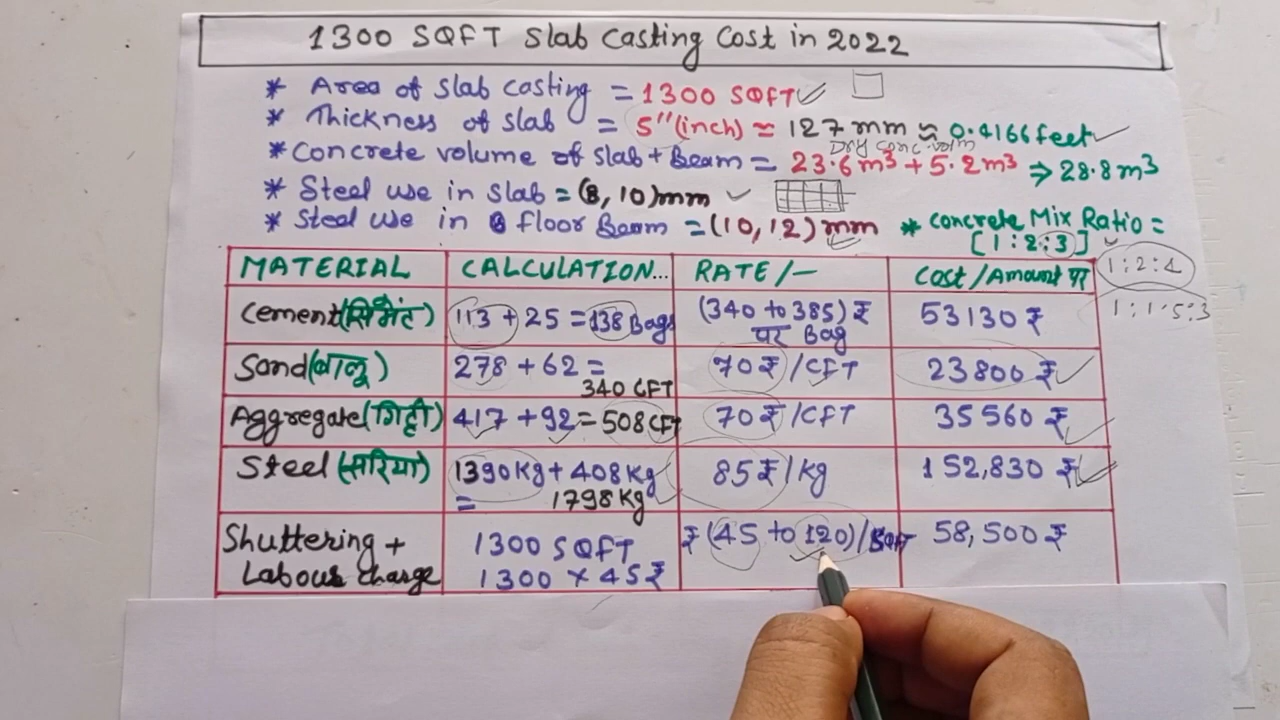 1300 SQFT Slab Casting Cost in 2022
* Area of slab casting = 1300 SQFT
* Thickness of slab = 5"(inch) ≈ 127 mm ≈ 0.4166 feet
Dry conc. volm
* Concrete volume of slab + Beam = 23.6 m³ + 5.2 m³ ⇒ 28.8 m³
* Steel use in slab = (8, 10) mm
* Steel use in floor Beam = (10, 12) mm * Concrete Mix Ratio =
[1:2:3]
1:2:4
1:1.5:3
MATERIAL CALCULATION... RATE/- Cost/Amount पर
Cement (सिमेंट) 113 + 25 = 138 Bags (340 to 385) ₹ 53130 ₹
पर Bag
Sand (बालू) 278 + 62 = 70 ₹ /CFT 23800 ₹
340 CFT
Aggregate (गिट्टी) 417 + 92 = 508 CFT 70 ₹ /CFT 35560 ₹
Steel (सरिया) 1390 Kg + 408 Kg 85 ₹/Kg 152,830 ₹
= 1798 Kg
Shuttering + 1300 SQFT ₹ (45 to 120)/SQFT 58,500 ₹
Labour charge 1300 × 45 ₹